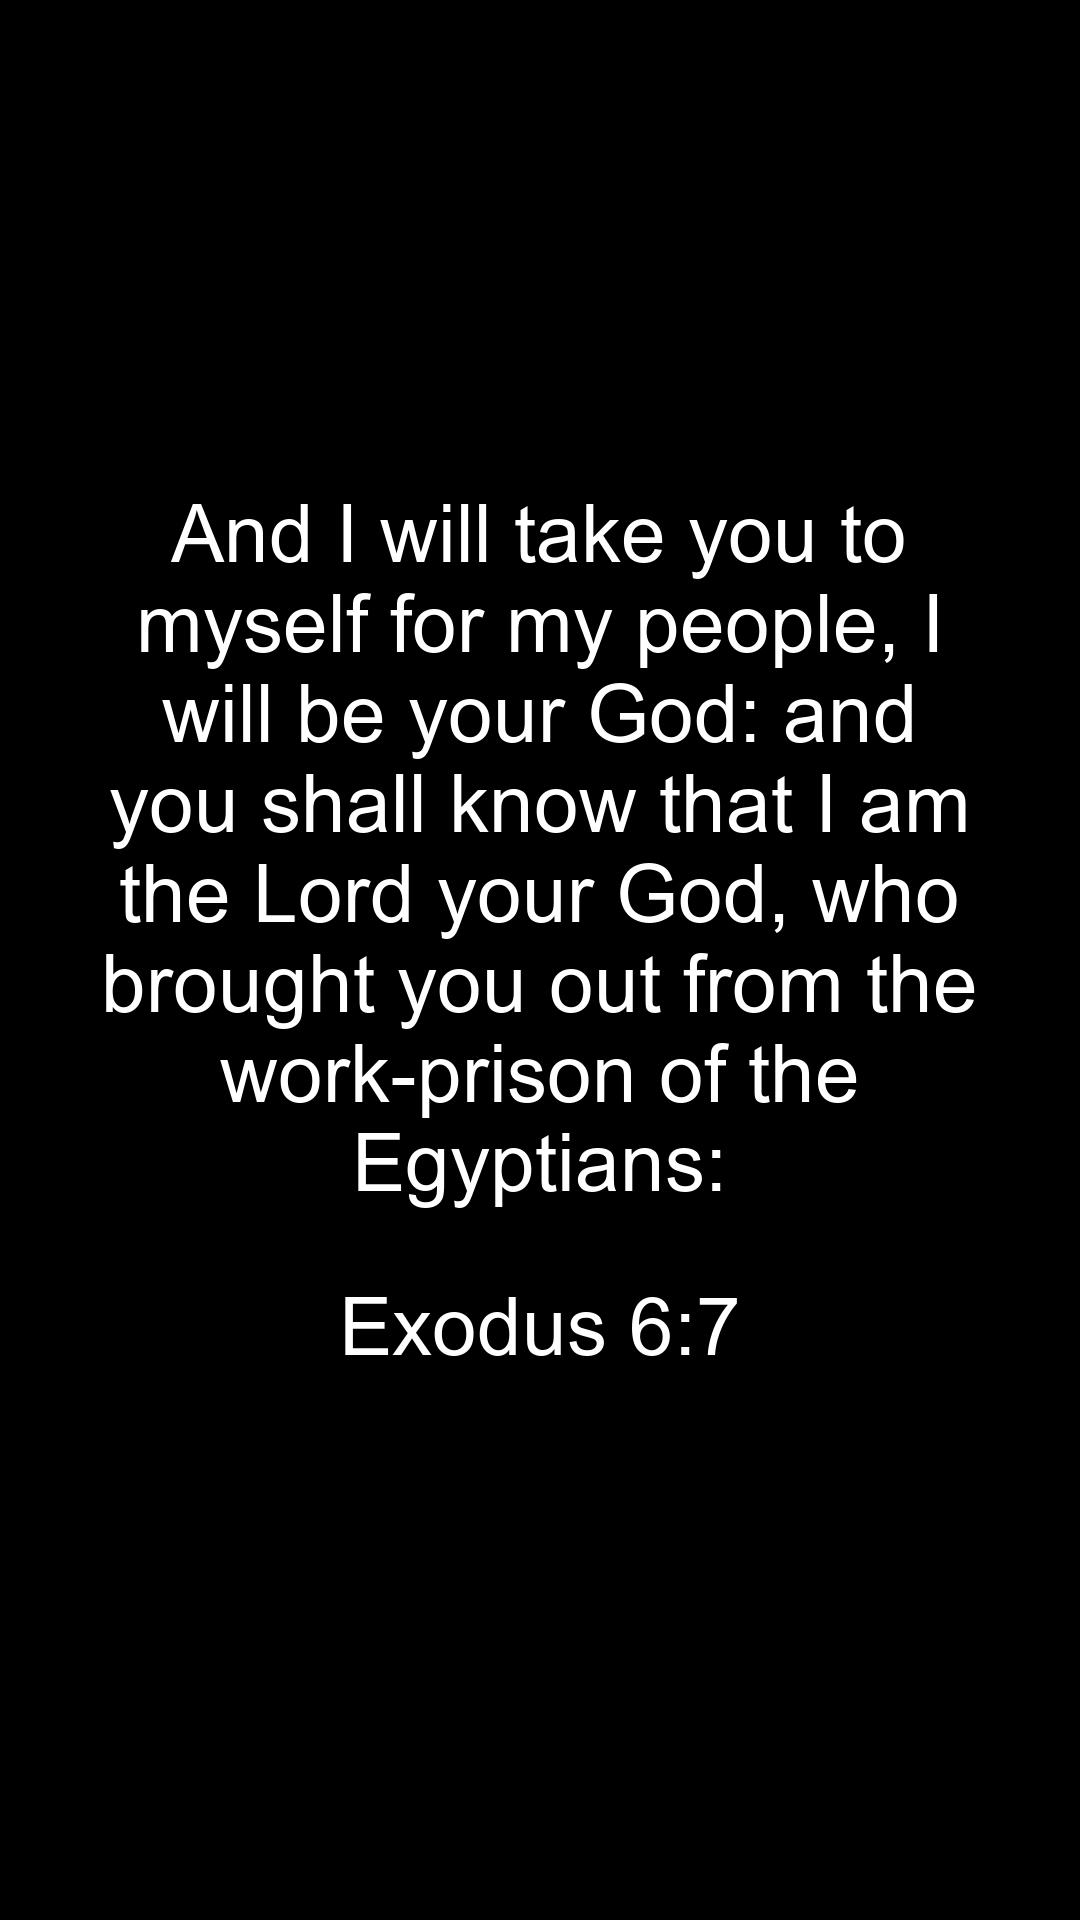 And I will take you to
myself for my people, I
will be your God: and
you shall know that I am
the Lord your God, who
brought you out from the
work-prison of the
Egyptians:
Exodus 6:7